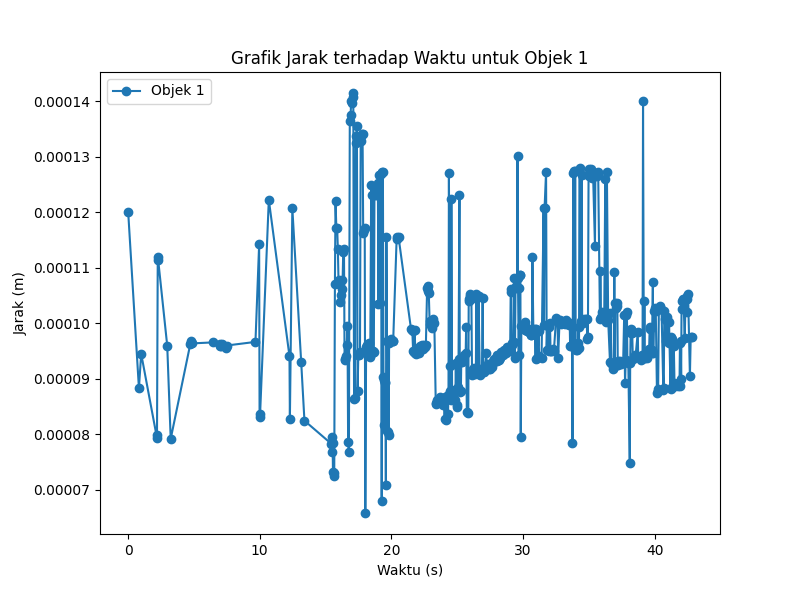 Grafik Jarak terhadap Waktu untuk Objek 1
Objek 1
0.00014
0.00013
0.00012
0.00011
0.00010
0.00009
0.00008
0.00007
Jarak (m)
0 10 20 30 40
Waktu (s)